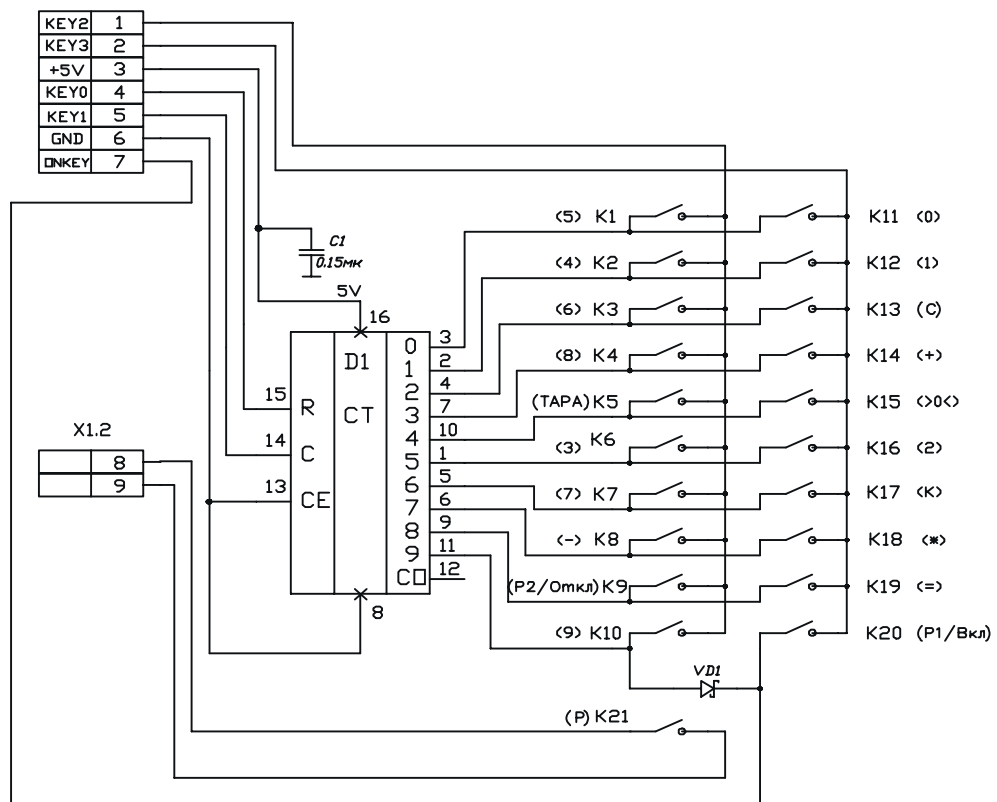 KEY2 1
KEY3 2
+5V 3
KEY0 4
KEY1 5
GND 6
ONKEY 7
C1
0.15мк
5V
16
D1
CT
15 R
14 C
13 CE
8
0 3
1 2
2 4
3 7
4 10
5 1
6 5
7 6
8 9
9 11
CO 12
X1.2
8
9
(5) K1
(4) K2
(6) K3
(8) K4
(ТАРА) K5
(3) K6
(7) K7
(-) K8
(Р2/Откл) K9
(9) K10
VD1
(P) K21
K11 (0)
K12 (1)
K13 (C)
K14 (+)
K15 (>0<)
K16 (2)
K17 (K)
K18 (*)
K19 (=)
K20 (Р1/Вкл)